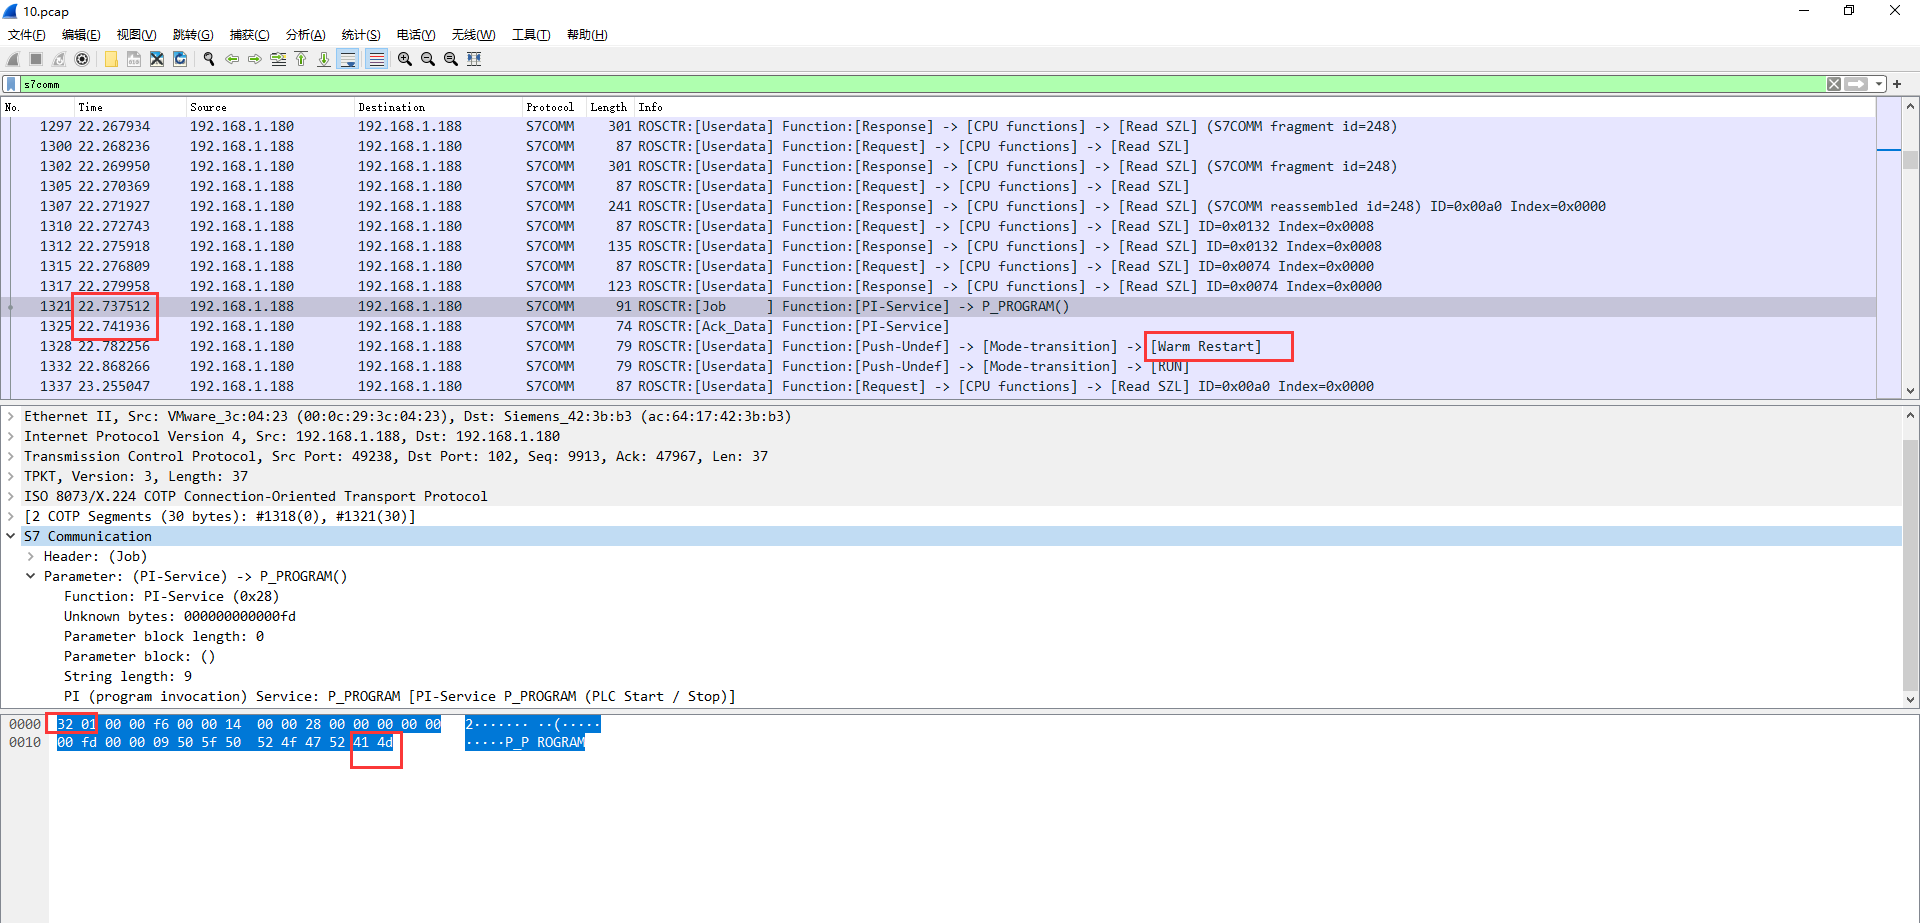 10.pcap
文件(F) 编辑(E) 视图(V) 跳转(G) 捕获(C) 分析(A) 统计(S) 电话(Y) 无线(W) 工具(T) 帮助(H)
s7comm
No. Time Source Destination Protocol Length Info
1297 22.267934 192.168.1.180 192.168.1.188 S7COMM 301 ROSCTR:[Userdata] Function:[Response] -> [CPU functions] -> [Read SZL] (S7COMM fragment id=248)
1300 22.268236 192.168.1.188 192.168.1.180 S7COMM 87 ROSCTR:[Userdata] Function:[Request] -> [CPU functions] -> [Read SZL]
1302 22.269950 192.168.1.180 192.168.1.188 S7COMM 301 ROSCTR:[Userdata] Function:[Response] -> [CPU functions] -> [Read SZL] (S7COMM fragment id=248)
1305 22.270369 192.168.1.188 192.168.1.180 S7COMM 87 ROSCTR:[Userdata] Function:[Request] -> [CPU functions] -> [Read SZL]
1307 22.271927 192.168.1.180 192.168.1.188 S7COMM 241 ROSCTR:[Userdata] Function:[Response] -> [CPU functions] -> [Read SZL] (S7COMM reassembled id=248) ID=0x00a0 Index=0x0000
1310 22.272743 192.168.1.188 192.168.1.180 S7COMM 87 ROSCTR:[Userdata] Function:[Request] -> [CPU functions] -> [Read SZL] ID=0x0132 Index=0x0008
1312 22.275918 192.168.1.180 192.168.1.188 S7COMM 135 ROSCTR:[Userdata] Function:[Response] -> [CPU functions] -> [Read SZL] ID=0x0132 Index=0x0008
1315 22.276809 192.168.1.188 192.168.1.180 S7COMM 87 ROSCTR:[Userdata] Function:[Request] -> [CPU functions] -> [Read SZL] ID=0x0074 Index=0x0000
1317 22.279958 192.168.1.180 192.168.1.188 S7COMM 123 ROSCTR:[Userdata] Function:[Response] -> [CPU functions] -> [Read SZL] ID=0x0074 Index=0x0000
1321 22.737512 192.168.1.188 192.168.1.180 S7COMM 91 ROSCTR:[Job     ] Function:[PI-Service] -> P_PROGRAM()
1325 22.741936 192.168.1.180 192.168.1.188 S7COMM 74 ROSCTR:[Ack_Data] Function:[PI-Service]
1328 22.782256 192.168.1.180 192.168.1.188 S7COMM 79 ROSCTR:[Userdata] Function:[Push-Undef] -> [Mode-transition] -> [Warm Restart]
1332 22.868266 192.168.1.180 192.168.1.188 S7COMM 79 ROSCTR:[Userdata] Function:[Push-Undef] -> [Mode-transition] -> [RUN]
1337 23.255047 192.168.1.188 192.168.1.180 S7COMM 87 ROSCTR:[Userdata] Function:[Request] -> [CPU functions] -> [Read SZL] ID=0x00a0 Index=0x0000
Ethernet II, Src: VMware_3c:04:23 (00:0c:29:3c:04:23), Dst: Siemens_42:3b:b3 (ac:64:17:42:3b:b3)
Internet Protocol Version 4, Src: 192.168.1.188, Dst: 192.168.1.180
Transmission Control Protocol, Src Port: 49238, Dst Port: 102, Seq: 9913, Ack: 47967, Len: 37
TPKT, Version: 3, Length: 37
ISO 8073/X.224 COTP Connection-Oriented Transport Protocol
[2 COTP Segments (30 bytes): #1318(0), #1321(30)]
S7 Communication
Header: (Job)
Parameter: (PI-Service) -> P_PROGRAM()
Function: PI-Service (0x28)
Unknown bytes: 000000000000fd
Parameter block length: 0
Parameter block: ()
String length: 9
PI (program invocation) Service: P_PROGRAM [PI-Service P_PROGRAM (PLC Start / Stop)]
0000 32 01 00 00 f6 00 00 14 00 00 28 00 00 00 00 00 2······· ··(·····
0010 00 fd 00 00 09 50 5f 50 52 4f 47 52 41 4d ·····P_P ROGRAM